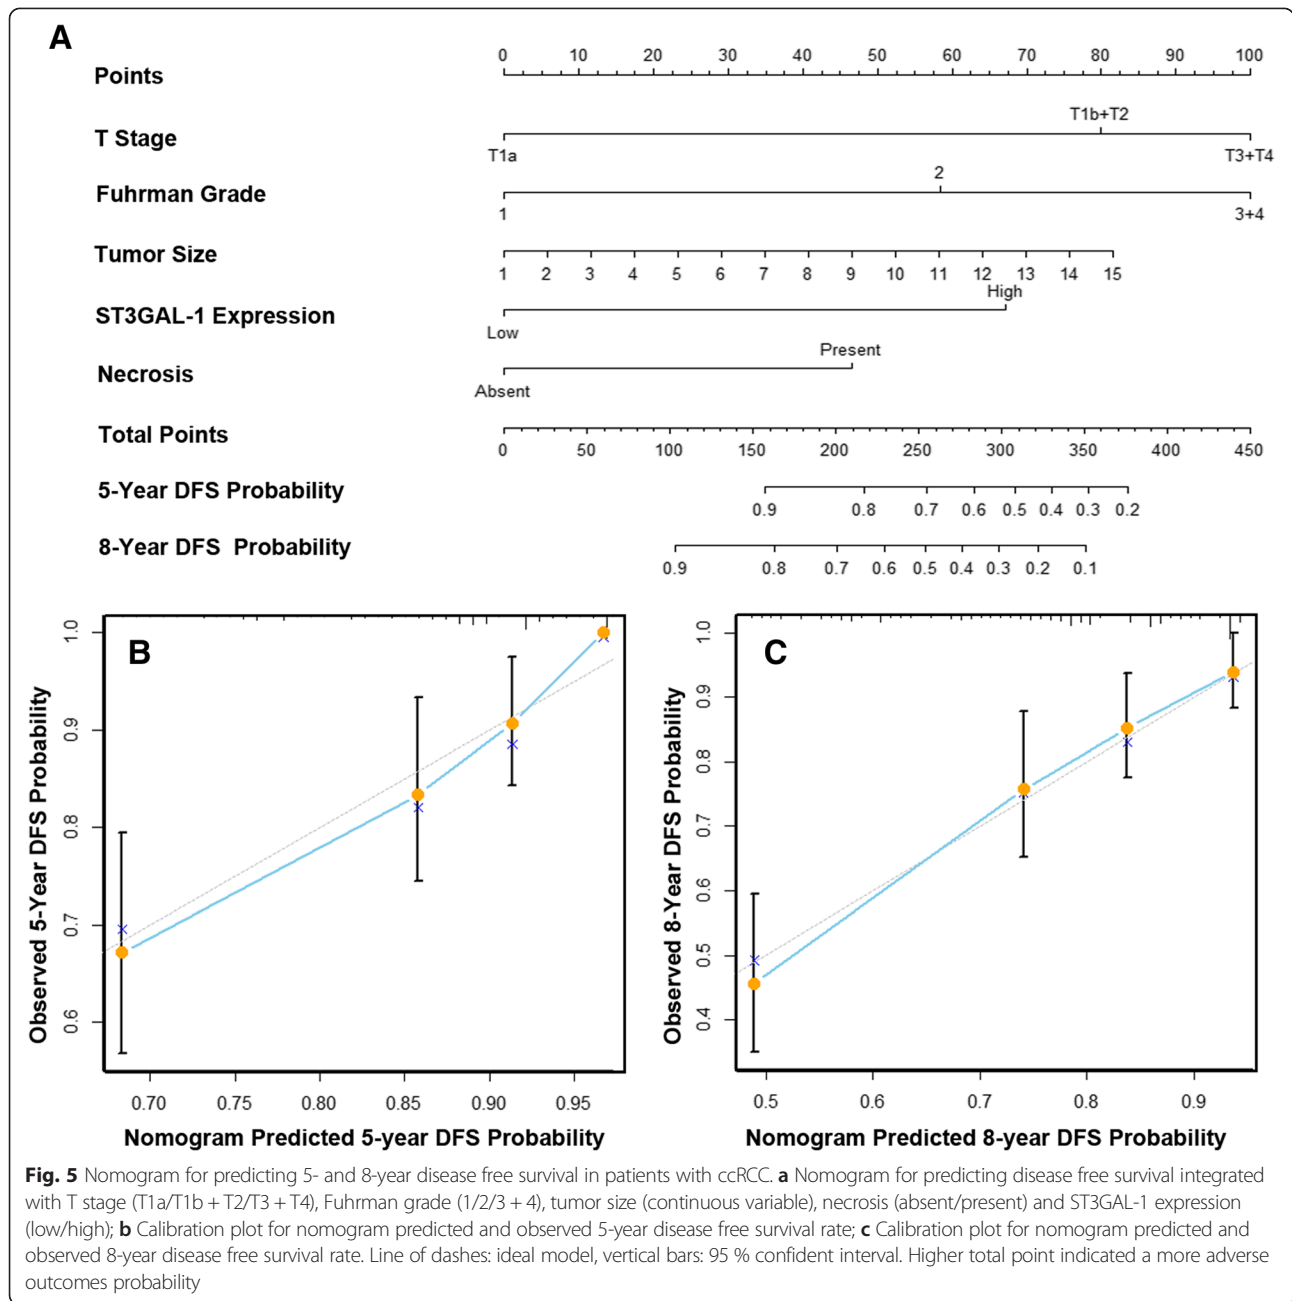 A
0 10 20 30 40 50 60 70 80 90 100
Points
T1b+T2
T Stage
T1a T3+T4
2
Fuhrman Grade
1 3+4
Tumor Size
1 2 3 4 5 6 7 8 9 10 11 12 13 14 15
High
ST3GAL-1 Expression
Low
Present
Necrosis
Absent
Total Points
0 50 100 150 200 250 300 350 400 450
5-Year DFS Probability
0.9 0.8 0.7 0.6 0.5 0.4 0.3 0.2
8-Year DFS Probability
0.9 0.8 0.7 0.6 0.5 0.4 0.3 0.2 0.1
B
Observed 5-Year DFS Probability
1.0
0.9
0.8
0.7
0.6
0.70 0.75 0.80 0.85 0.90 0.95
Nomogram Predicted 5-year DFS Probability
C
Observed 8-Year DFS Probability
1.0
0.9
0.8
0.7
0.6
0.5
0.4
0.5 0.6 0.7 0.8 0.9
Nomogram Predicted 8-year DFS Probability
Fig. 5 Nomogram for predicting 5- and 8-year disease free survival in patients with ccRCC. a Nomogram for predicting disease free survival integrated
with T stage (T1a/T1b + T2/T3 + T4), Fuhrman grade (1/2/3 + 4), tumor size (continuous variable), necrosis (absent/present) and ST3GAL-1 expression
(low/high); b Calibration plot for nomogram predicted and observed 5-year disease free survival rate; c Calibration plot for nomogram predicted and
observed 8-year disease free survival rate. Line of dashes: ideal model, vertical bars: 95 % confident interval. Higher total point indicated a more adverse
outcomes probability